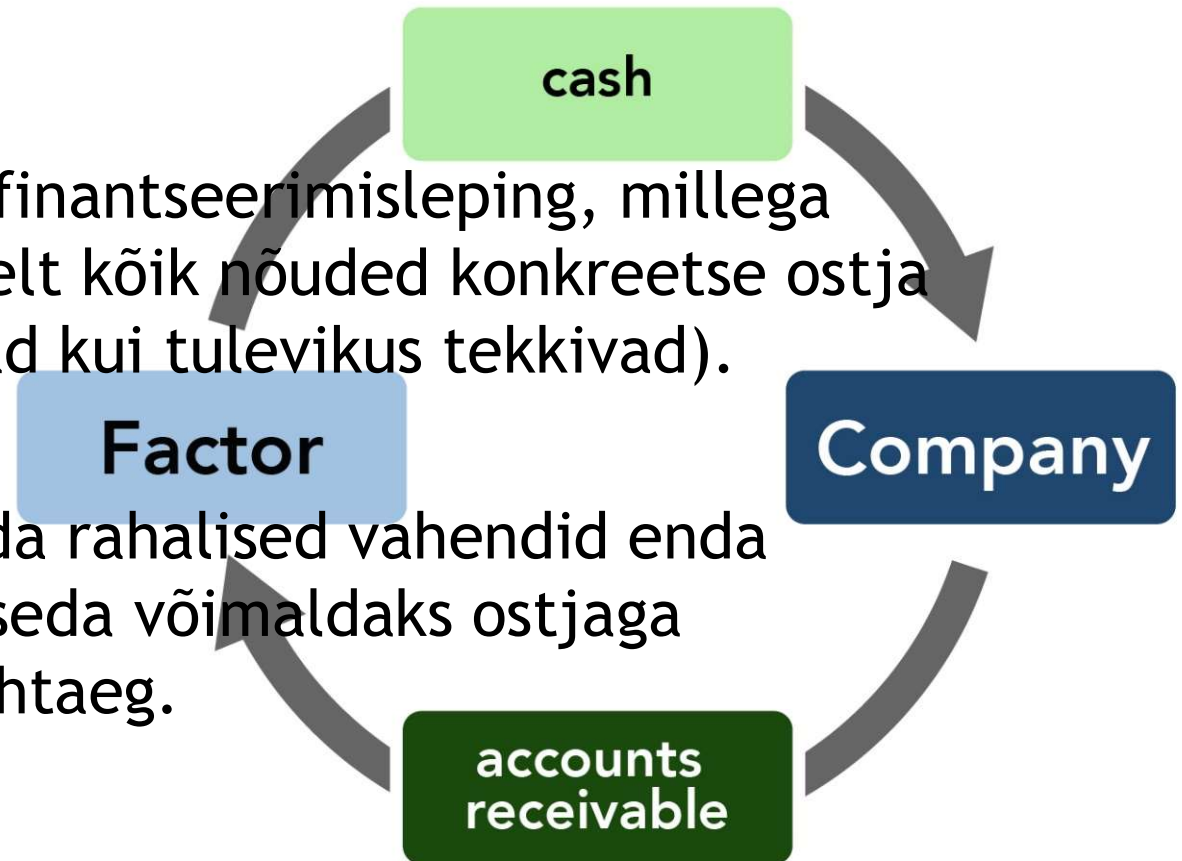 cash
finantseerimisleping, millega
elt kõik nõuded konkreetse ostja
d kui tulevikus tekkivad).
Factor
Company
da rahalised vahendid enda
seda võimaldaks ostjaga
htaeg.
accounts
receivable